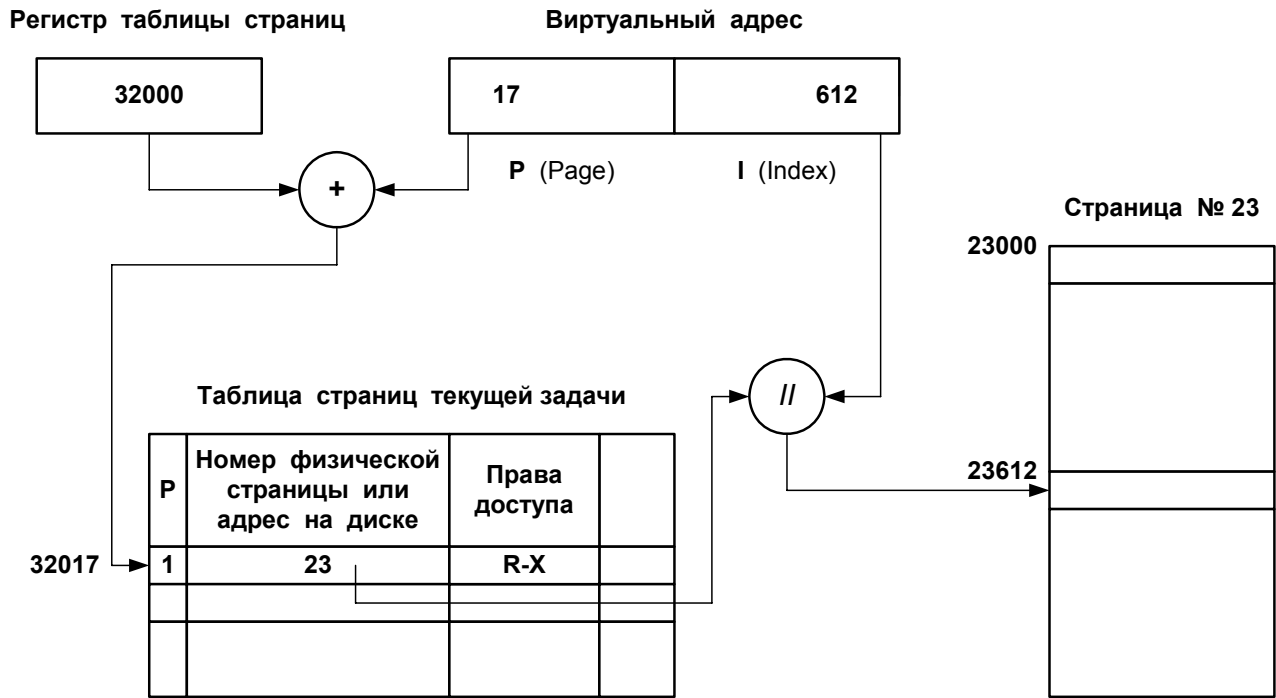 Регистр таблицы страниц
Виртуальный адрес
32000
17
612
P (Page)
I (Index)
+
Страница № 23
23000
//
Таблица страниц текущей задачи
P
Номер физической
страницы или
адрес на диске
Права
доступа
23612
32017
1
23
R-X